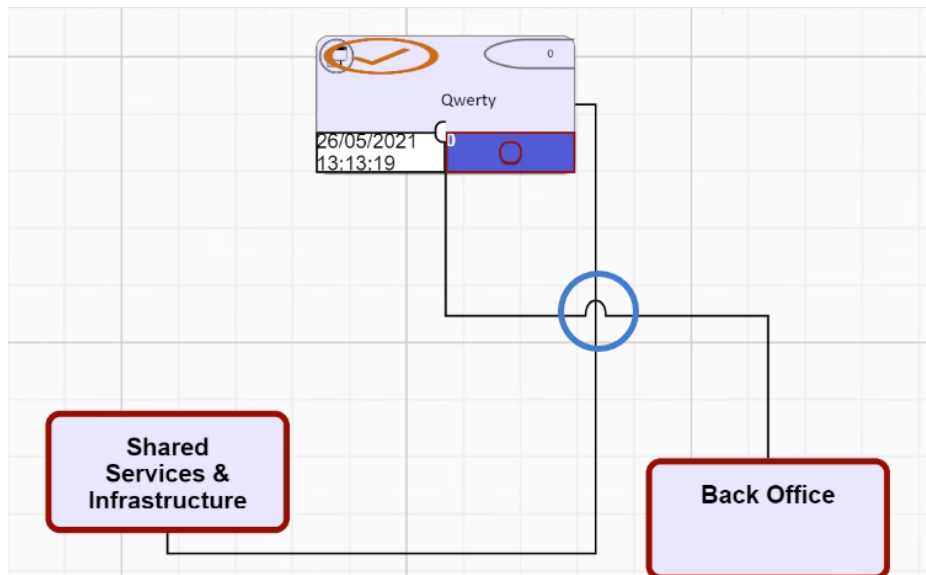 0
Qwerty
26/05/2021
13:13:19
0
Shared
Services &
Infrastructure
Back Office